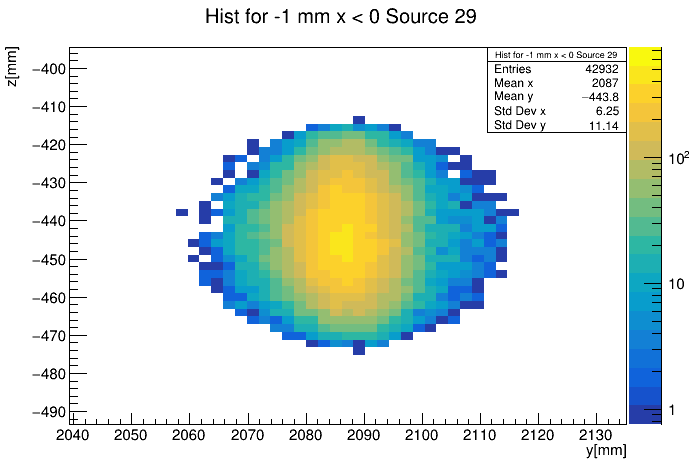 Hist for -1 mm x < 0 Source 29
z[mm]
Hist for -1 mm x < 0 Source 29
Entries 42932
Mean x 2087
Mean y −443.8
Std Dev x 6.25
Std Dev y 11.14
−400
−410
−420
−430
−440
−450
−460
−470
−480
−490
10²
10
1
2040 2050 2060 2070 2080 2090 2100 2110 2120 2130
y[mm]